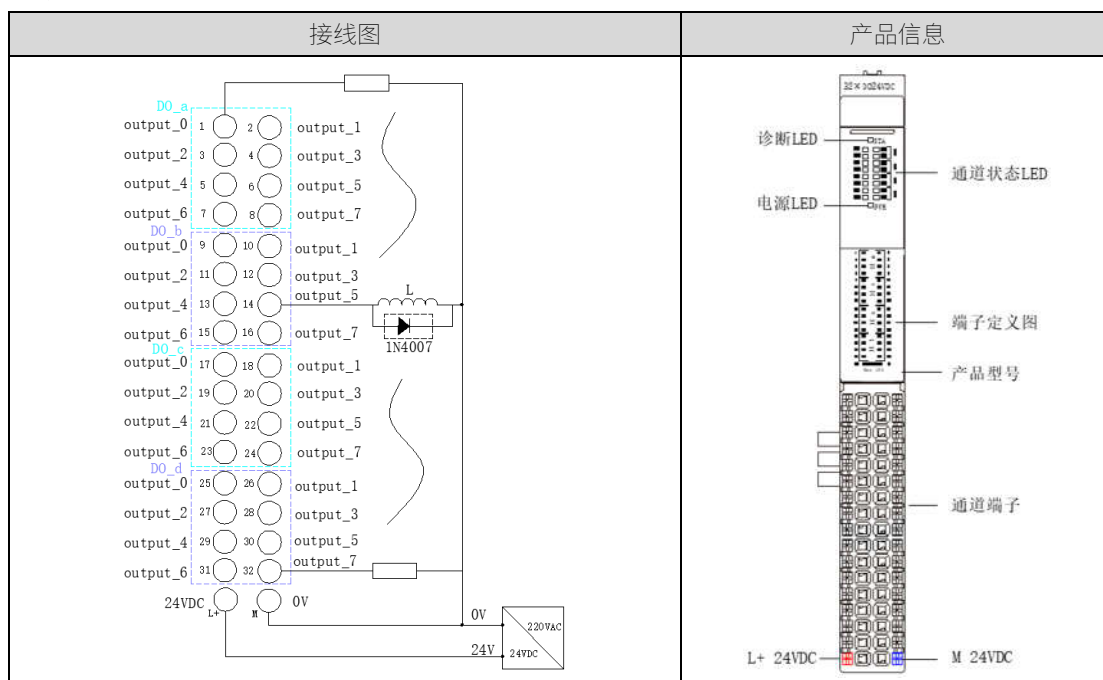 接线图
产品信息
DO_a
output_0 1 2 output_1
output_2 3 4 output_3
output_4 5 6 output_5
output_6 7 8 output_7
DO_b
output_0 9 10 output_1
output_2 11 12 output_3
output_4 13 14 output_5
output_6 15 16 output_7
L
1N4007
DO_c
output_0 17 18 output_1
output_2 19 20 output_3
output_4 21 22 output_5
output_6 23 24 output_7
DO_d
output_0 25 26 output_1
output_2 27 28 output_3
output_4 29 30 output_5
output_6 31 32 output_7
24VDC L+ M 0V
0V
24V
220VAC
24VDC
诊断LED
通道状态LED
电源LED
端子定义图
产品型号
通道端子
L+ 24VDC
M 24VDC